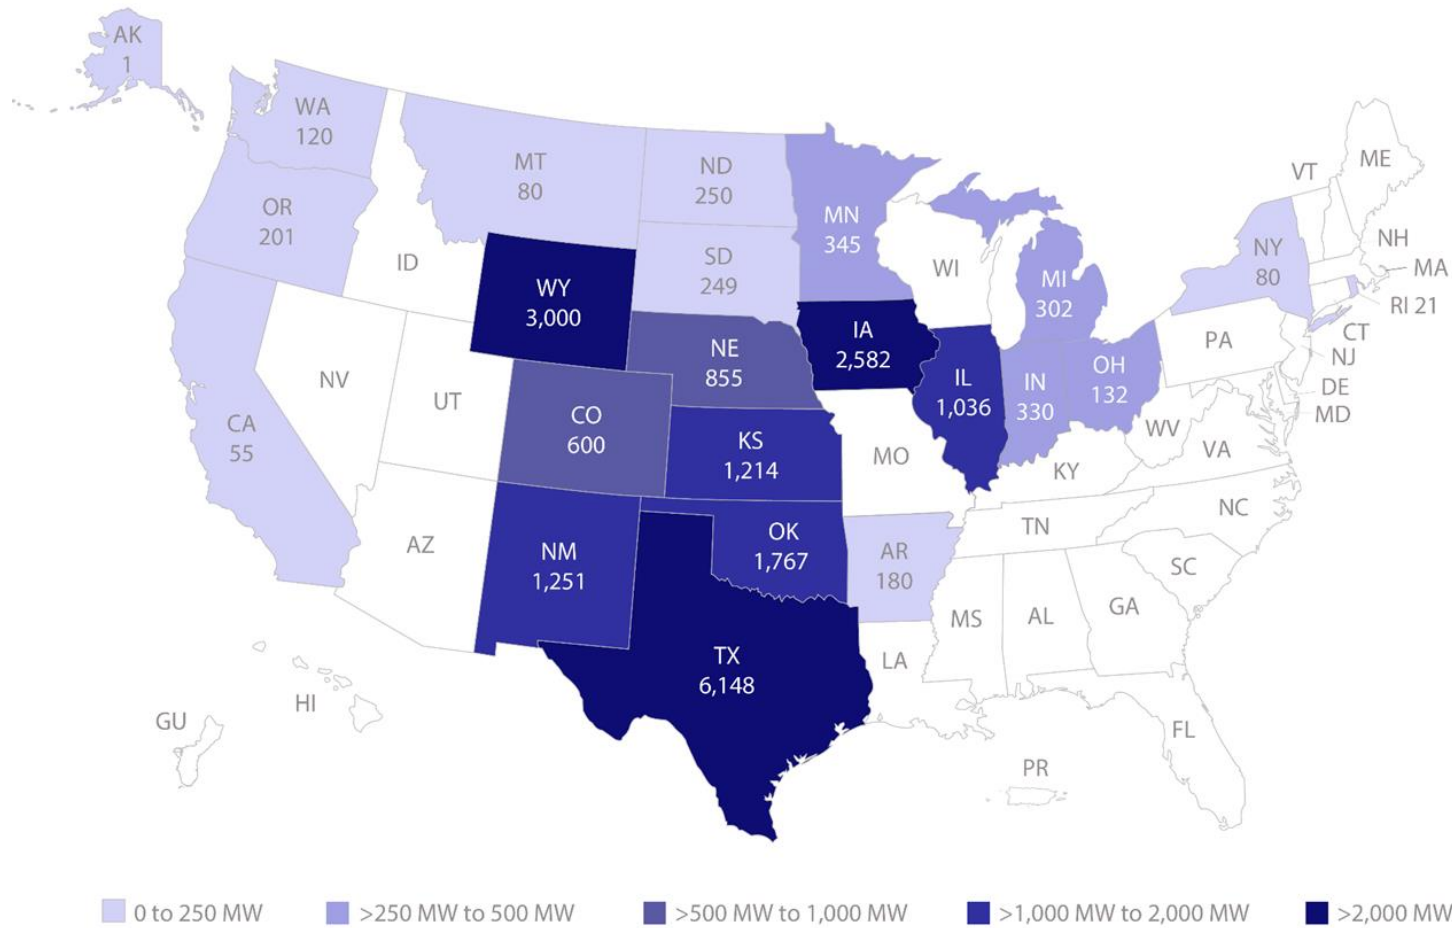 AK
1
WA
120
OR
201
CA
55
ID
NV
MT
80
WY
3,000
UT
AZ
CO
600
NM
1,251
ND
250
SD
249
NE
855
KS
1,214
OK
1,767
TX
6,148
MN
345
IA
2,582
MO
AR
180
LA
WI
IL
1,036
MI
302
IN
330
OH
132
KY
TN
MS
AL
GA
FL
SC
NC
VA
WV
PA
NY
80
VT
ME
NH
MA
RI 21
CT
NJ
DE
MD
HI
GU
PR
0 to 250 MW
>250 MW to 500 MW
>500 MW to 1,000 MW
>1,000 MW to 2,000 MW
>2,000 MW